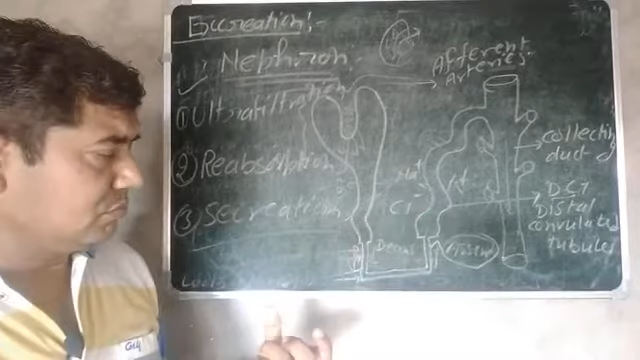 Excreation:-
Nephron:-
① Ultrafiltration
② Reabsorption
③ Secreation
Afferent
Arteries
collecting
duct
D.C.T
Distal
convulated
tubules
Na+
Cl-